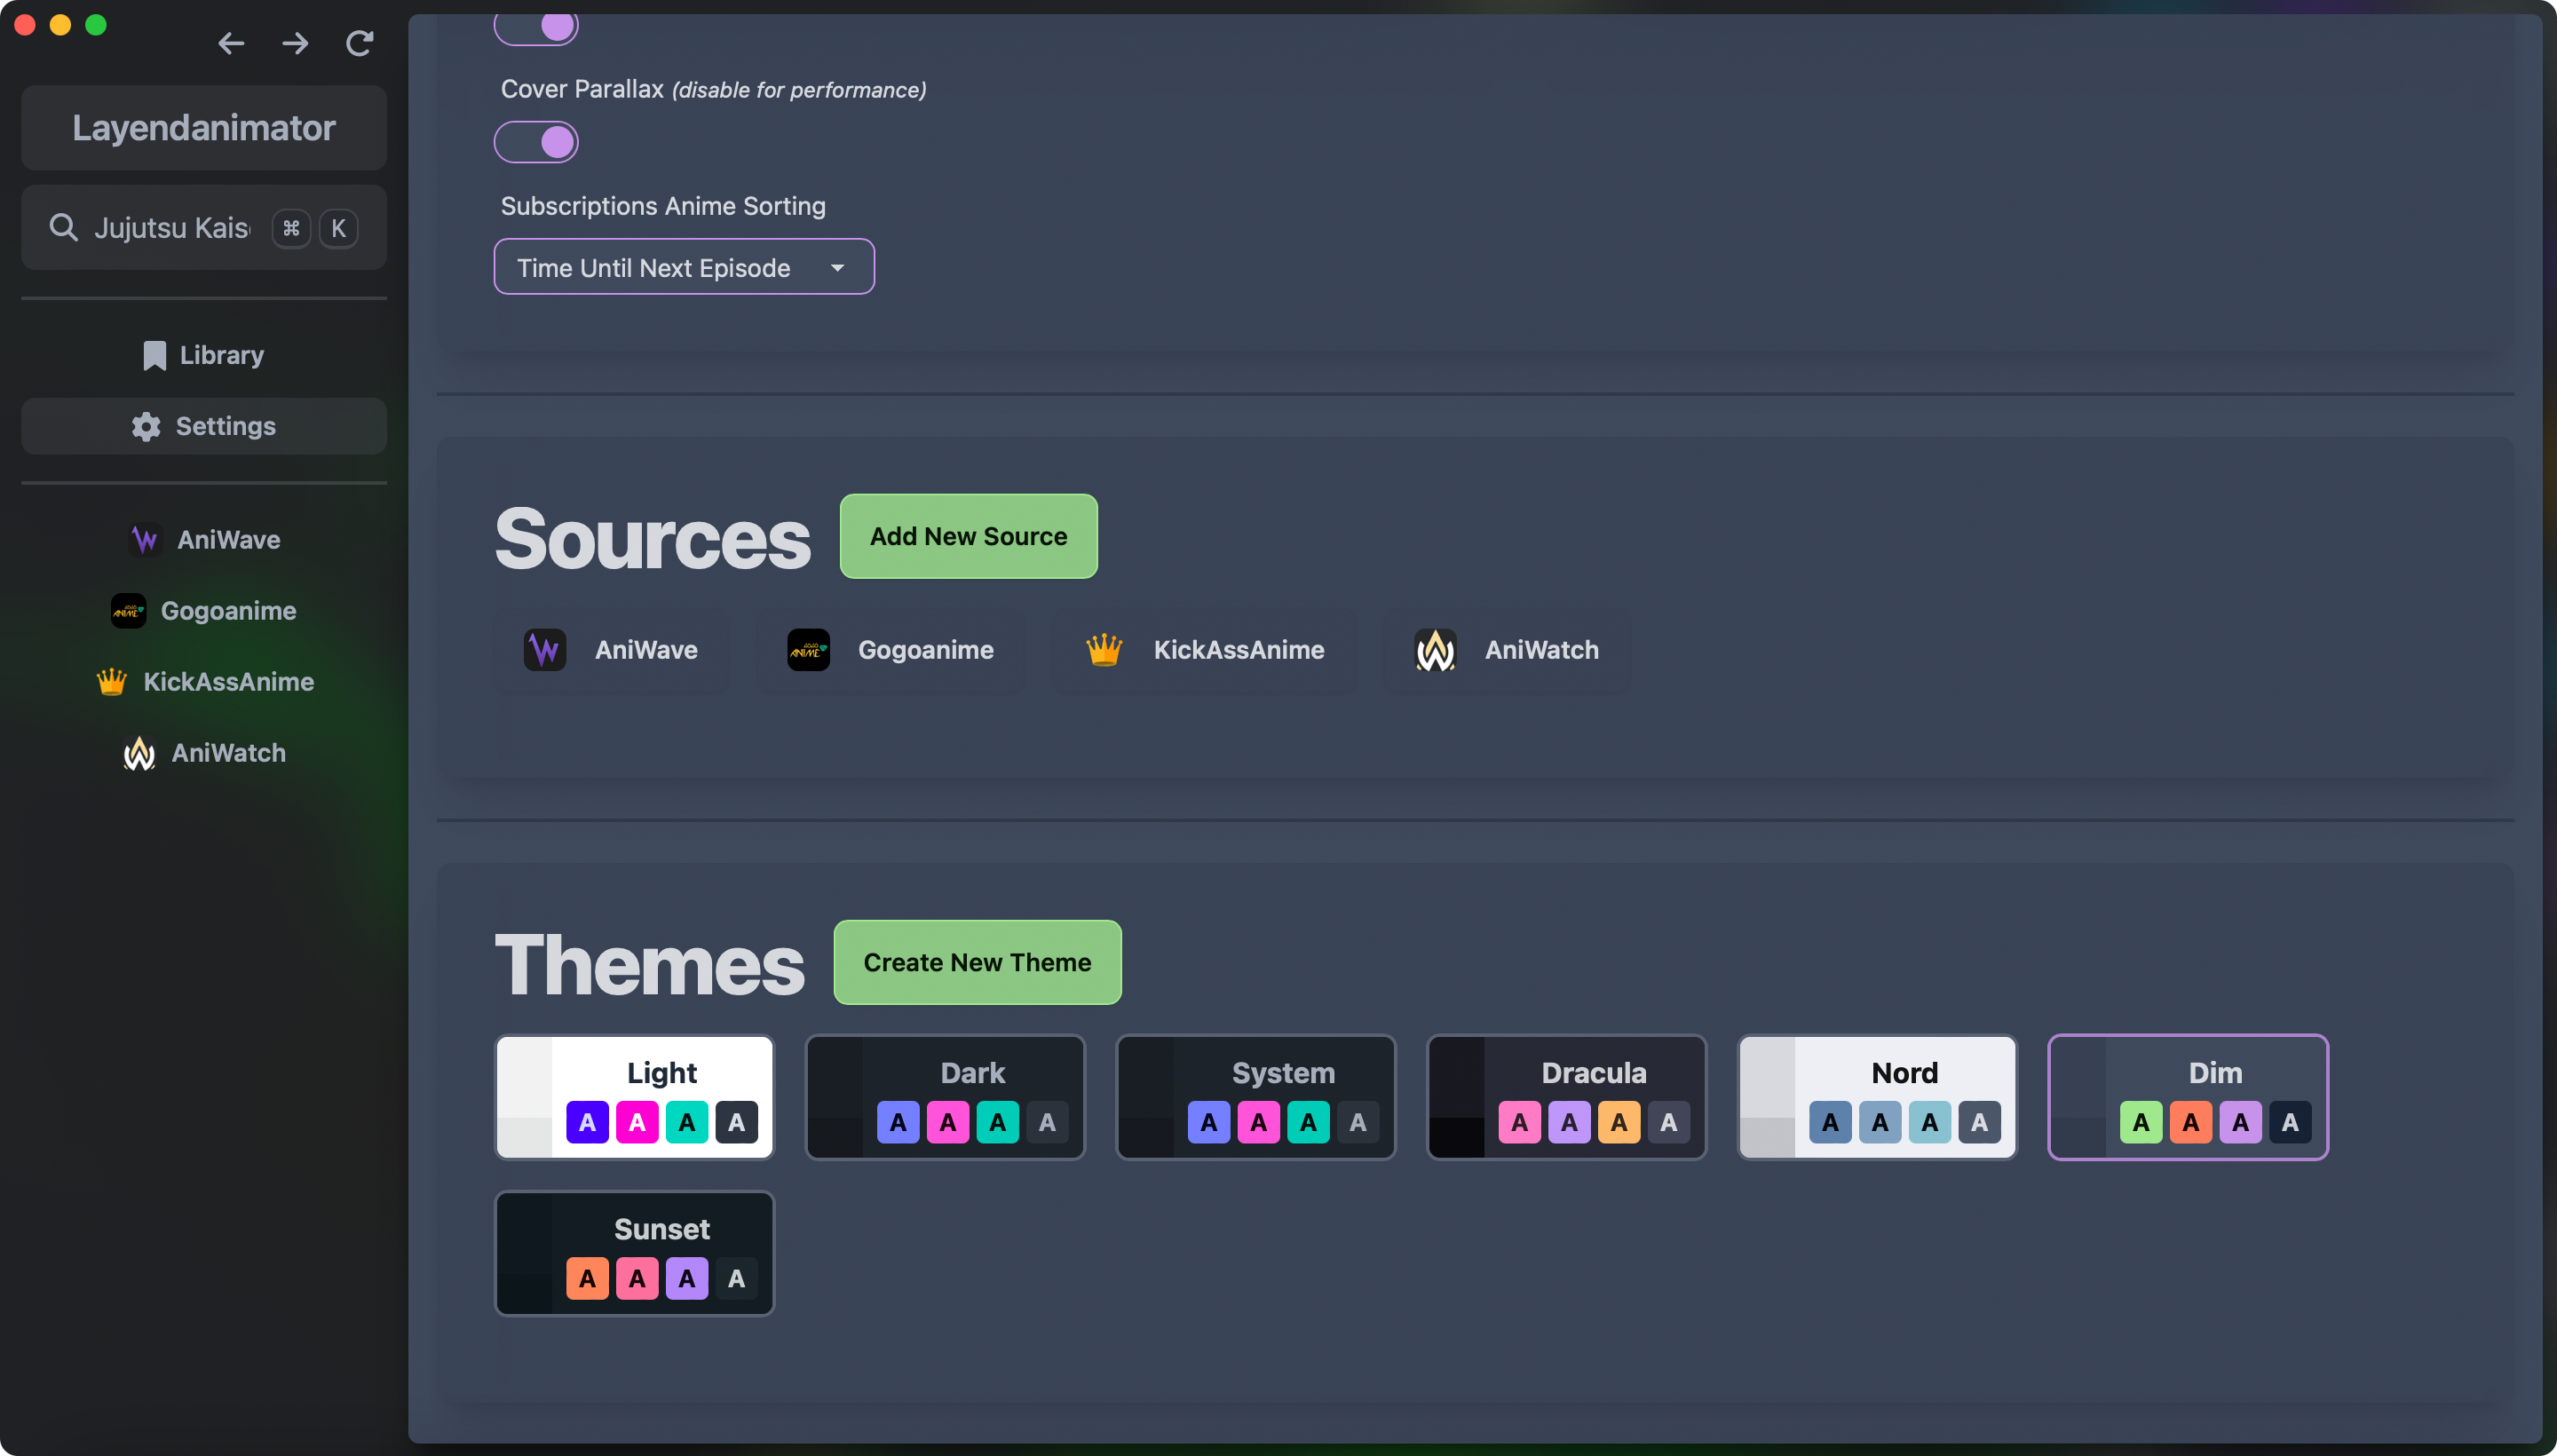 Layendanimator
Jujutsu Kais
⌘ K
Library
Settings
AniWave
Gogoanime
KickAssAnime
AniWatch
Cover Parallax (disable for performance)
Subscriptions Anime Sorting
Time Until Next Episode
Sources
Add New Source
AniWave
Gogoanime
KickAssAnime
AniWatch
Themes
Create New Theme
Light
A A A A
Dark
A A A A
System
A A A A
Dracula
A A A A
Nord
A A A A
Dim
A A A A
Sunset
A A A A